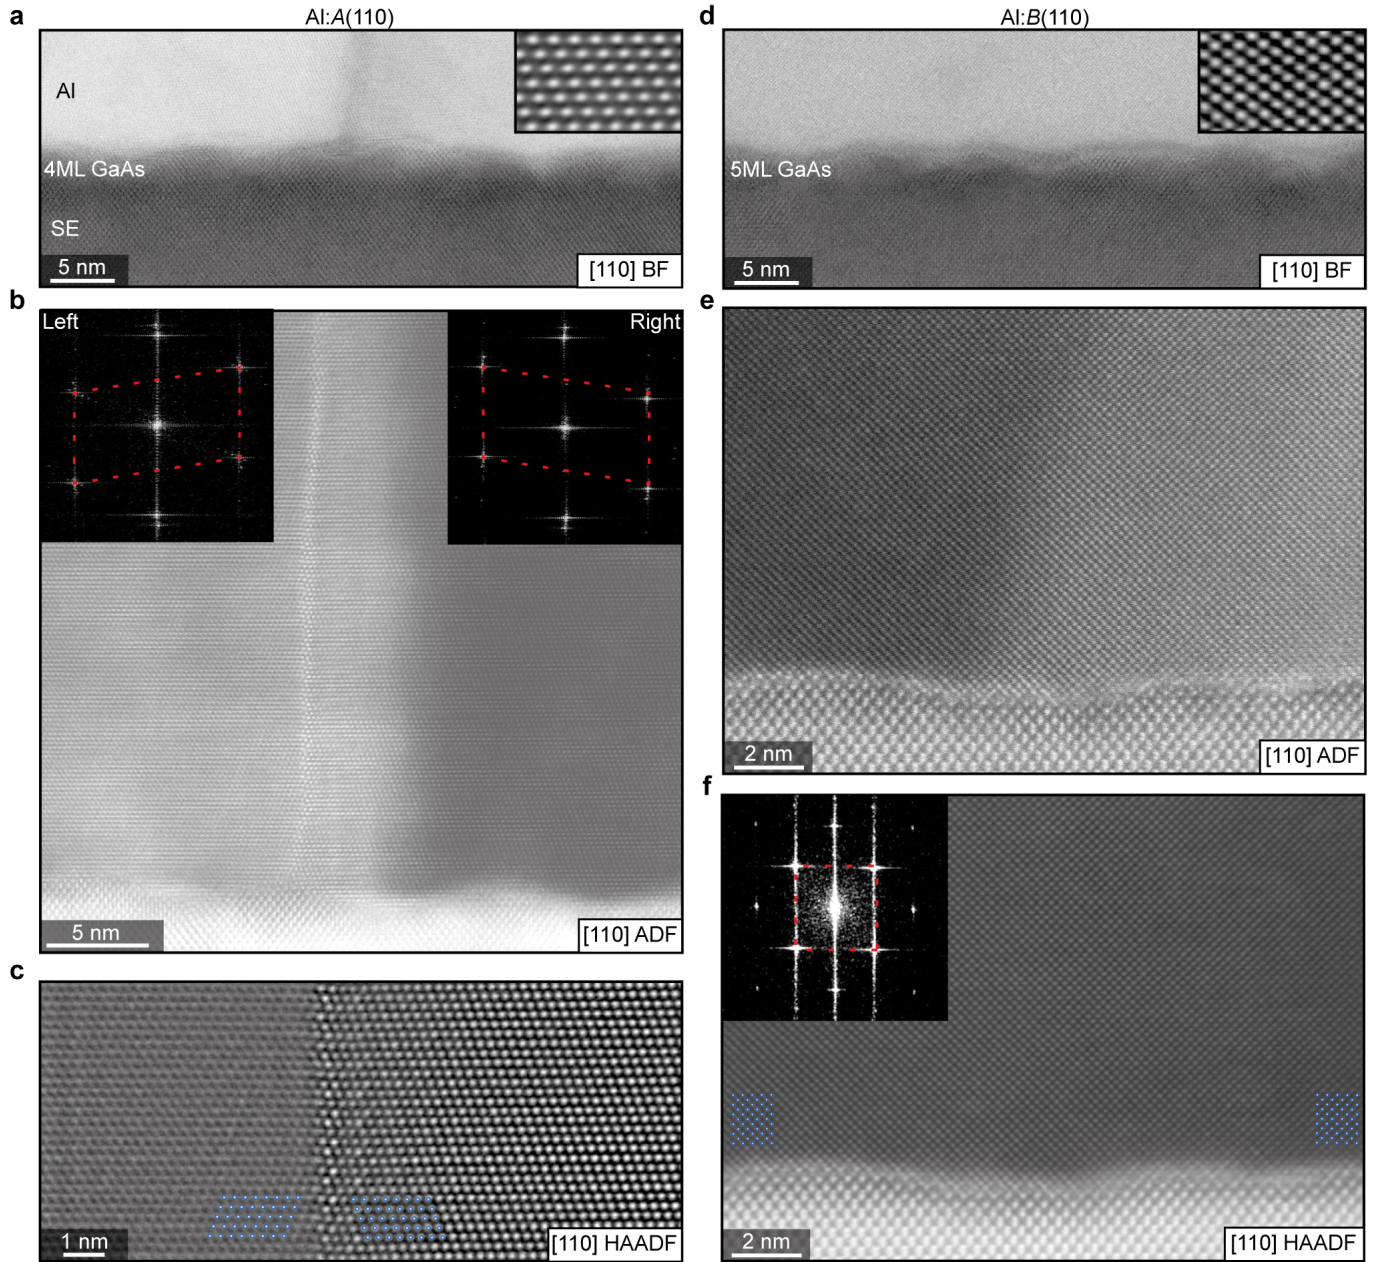 a
Al:A(110)
Al
4ML GaAs
SE
5 nm
[110] BF
b
Left
Right
5 nm
[110] ADF
c
1 nm
[110] HAADF
d
Al:B(110)
5ML GaAs
5 nm
[110] BF
e
2 nm
[110] ADF
f
2 nm
[110] HAADF